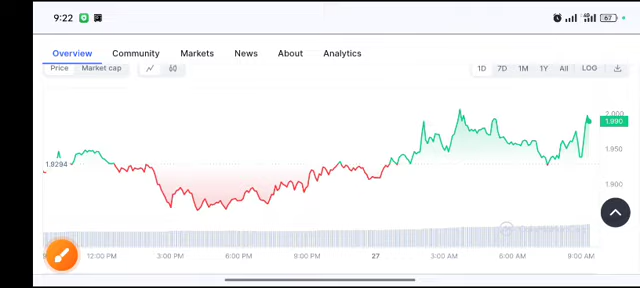 9:22 4G 67
Overview Community Markets News About Analytics
Price Market cap 1D 7D 1M 1Y All LOG
2.000
1.990
1.950
1.9294
1.900
12:00 PM 3:00 PM 6:00 PM 9:00 PM 27 3:00 AM 6:00 AM 9:00 AM